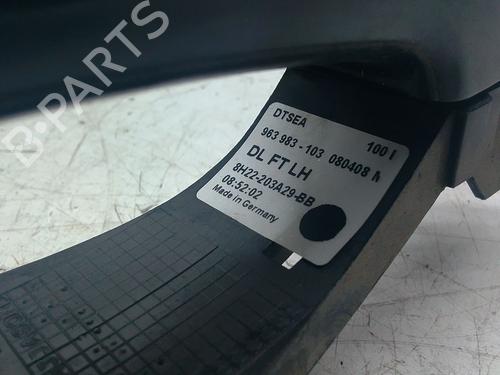 B-PARTS
DTSEA 100 I
963 983 - 103 080408 N
DL FT LH
8H22-203A29-BB
08:52:02
Made in Germany